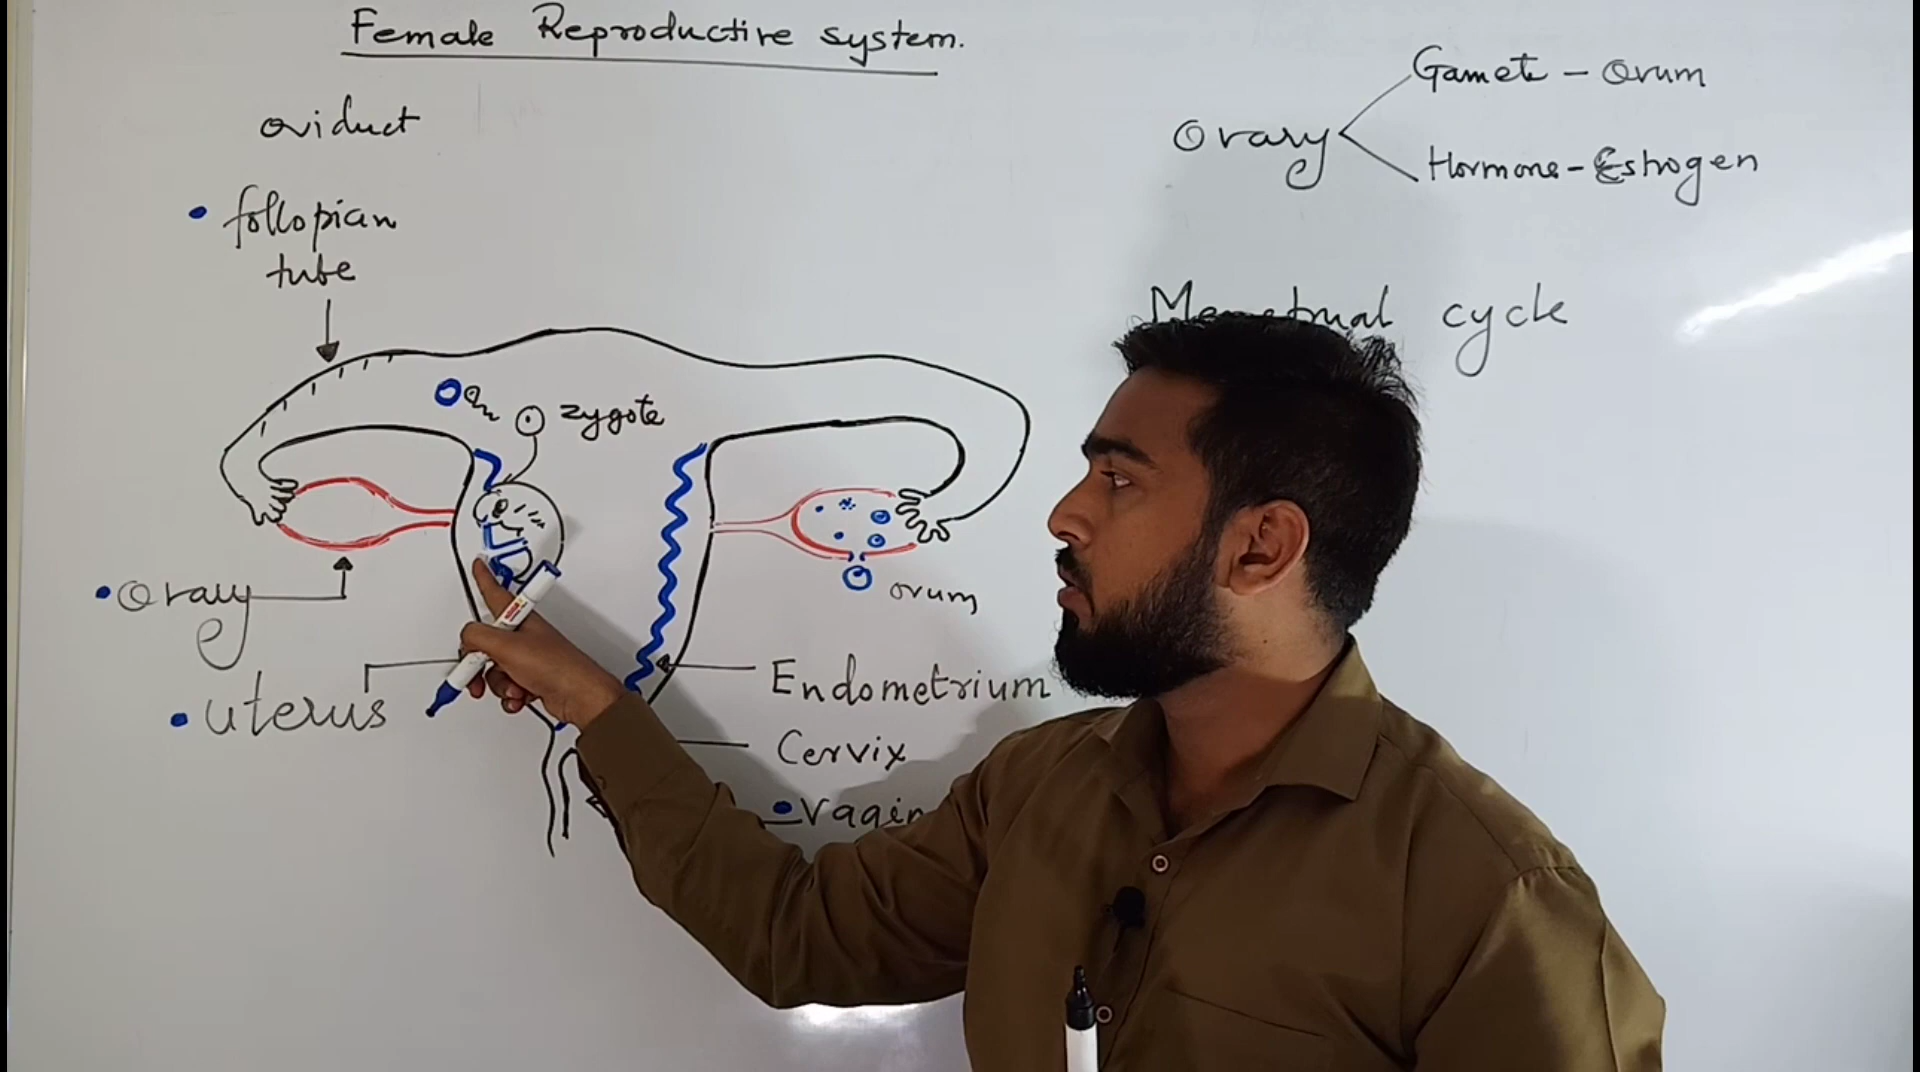 Female Reproductive system.
oviduct
• follopian
tube
Gamete - Ovum
Ovary
Hormone - Estrogen
cycle
zygote
• Ovary
ovum
• uterus
Endometrium
Cervix